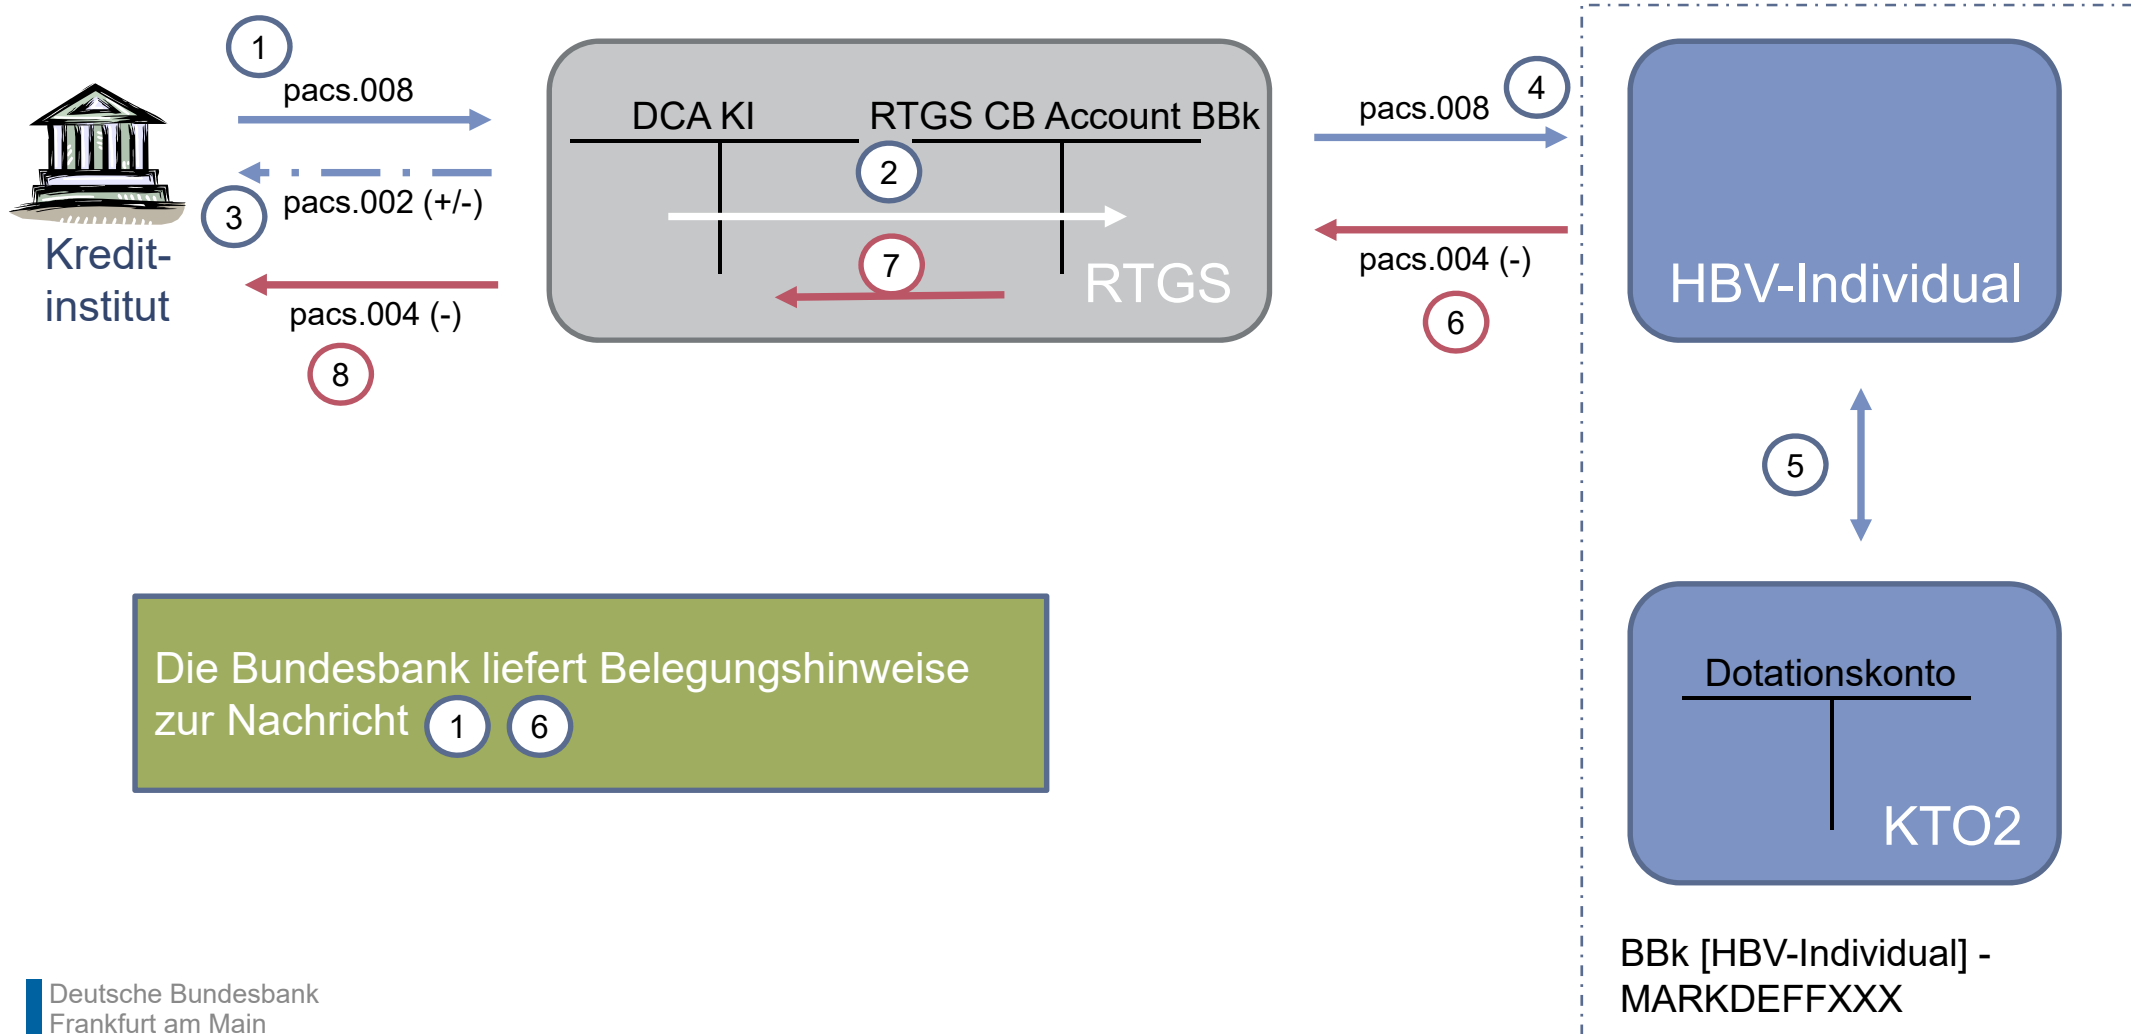 1
pacs.008
3
pacs.002 (+/-)
Kredit-
institut
pacs.004 (-)
8
DCA KI
RTGS CB Account BBk
2
7
RTGS
pacs.008
4
pacs.004 (-)
6
HBV-Individual
5
Dotationskonto
KTO2
BBk [HBV-Individual] -
MARKDEFFXXX
Die Bundesbank liefert Belegungshinweise
zur Nachricht 1 6
Deutsche Bundesbank
Frankfurt am Main